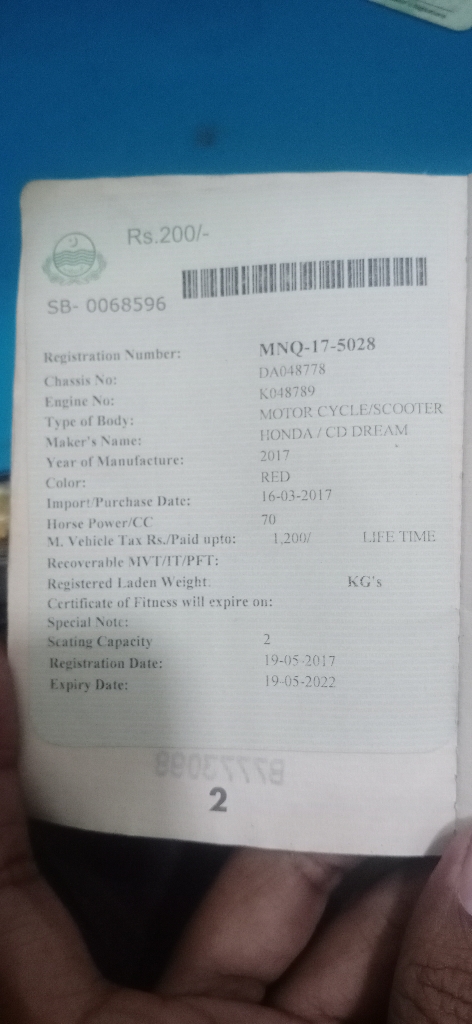 Rs.200/-
SB- 0068596
Registration Number: MNQ-17-5028
Chassis No: DA048778
Engine No: K048789
Type of Body: MOTOR CYCLE/SCOOTER
Maker's Name: HONDA / CD DREAM
Year of Manufacture: 2017
Color: RED
Import/Purchase Date: 16-03-2017
Horse Power/CC 70
M. Vehicle Tax Rs./Paid upto: 1,200/ LIFE TIME
Recoverable MVT/IT/PFT:
Registered Laden Weight. KG's
Certificate of Fitness will expire on:
Special Note:
Seating Capacity 2
Registration Date: 19-05-2017
Expiry Date: 19-05-2022
B7773098
2